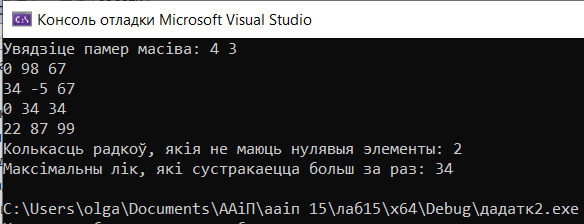 Консоль отладки Microsoft Visual Studio
Увядзіце памер масіва: 4 3
0 98 67
34 -5 67
0 34 34
22 87 99
Колькасць радкоў, якія не маюць нулявыя элементы: 2
Максімальны лік, які сустракаецца больш за раз: 34
C:\Users\olga\Documents\ААіП\ааіп 15\лаб15\x64\Debug\дадатк2.exe